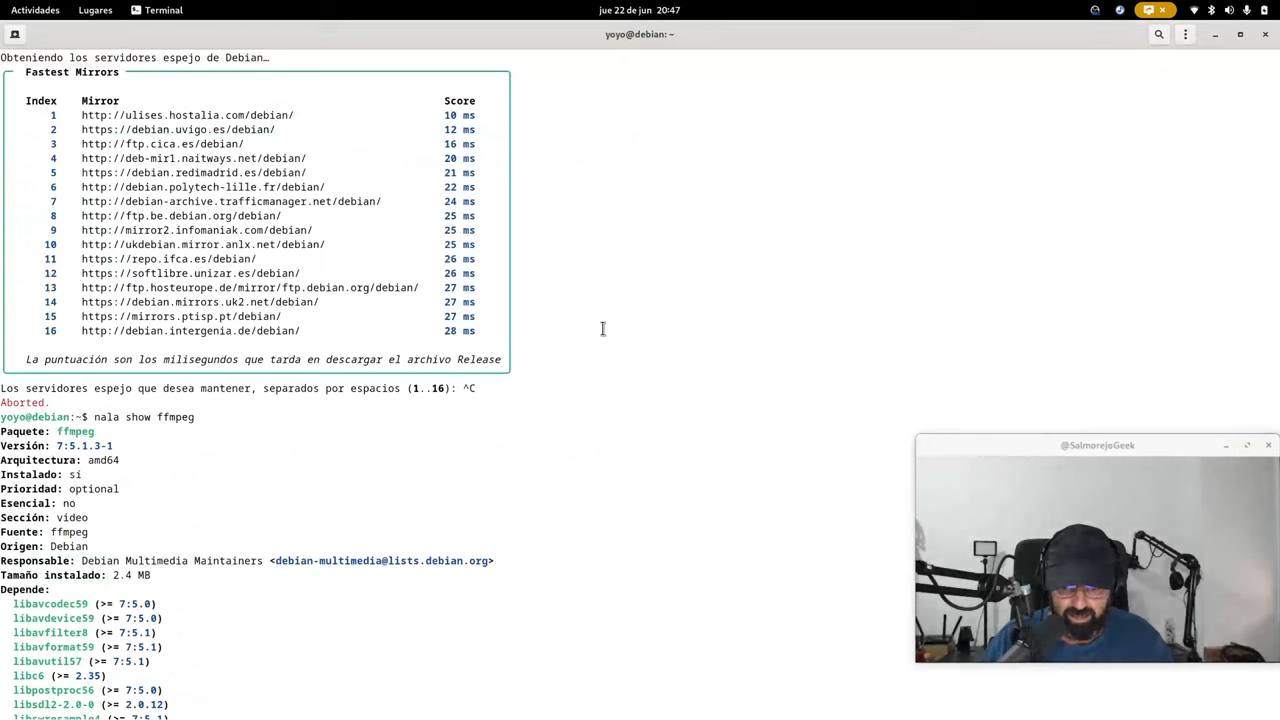 Actividades Lugares Terminal jue 22 de jun 20:47
yoyo@debian: ~
Obteniendo los servidores espejo de Debian…
Fastest Mirrors
Index Mirror Score
1 http://ulises.hostalia.com/debian/ 10 ms
2 https://debian.uvigo.es/debian/ 12 ms
3 http://ftp.cica.es/debian/ 16 ms
4 http://deb-mir1.naitways.net/debian/ 20 ms
5 https://debian.redimadrid.es/debian/ 21 ms
6 http://debian.polytech-lille.fr/debian/ 22 ms
7 http://debian-archive.trafficmanager.net/debian/ 24 ms
8 http://ftp.be.debian.org/debian/ 25 ms
9 http://mirror2.infomaniak.com/debian/ 25 ms
10 http://ukdebian.mirror.anlx.net/debian/ 25 ms
11 https://repo.ifca.es/debian/ 26 ms
12 https://softlibre.unizar.es/debian/ 26 ms
13 http://ftp.hosteurope.de/mirror/ftp.debian.org/debian/ 27 ms
14 https://debian.mirrors.uk2.net/debian/ 27 ms
15 https://mirrors.ptisp.pt/debian/ 27 ms
16 http://debian.intergenia.de/debian/ 28 ms
La puntuación son los milisegundos que tarda en descargar el archivo Release
Los servidores espejo que desea mantener, separados por espacios (1..16): ^C
Aborted.
yoyo@debian:~$ nala show ffmpeg
Paquete: ffmpeg
Versión: 7:5.1.3-1
Arquitectura: amd64
Instalado: sí
Prioridad: optional
Esencial: no
Sección: video
Fuente: ffmpeg
Origen: Debian
Responsable: Debian Multimedia Maintainers <debian-multimedia@lists.debian.org>
Tamaño instalado: 2.4 MB
Depende:
libavcodec59 (>= 7:5.0)
libavdevice59 (>= 7:5.0)
libavfilter8 (>= 7:5.1)
libavformat59 (>= 7:5.1)
libavutil57 (>= 7:5.1)
libc6 (>= 2.35)
libpostproc56 (>= 7:5.0)
libsdl2-2.0-0 (>= 2.0.12)
libswresample4 (>= 7:5.1)
@SalmorejoGeek